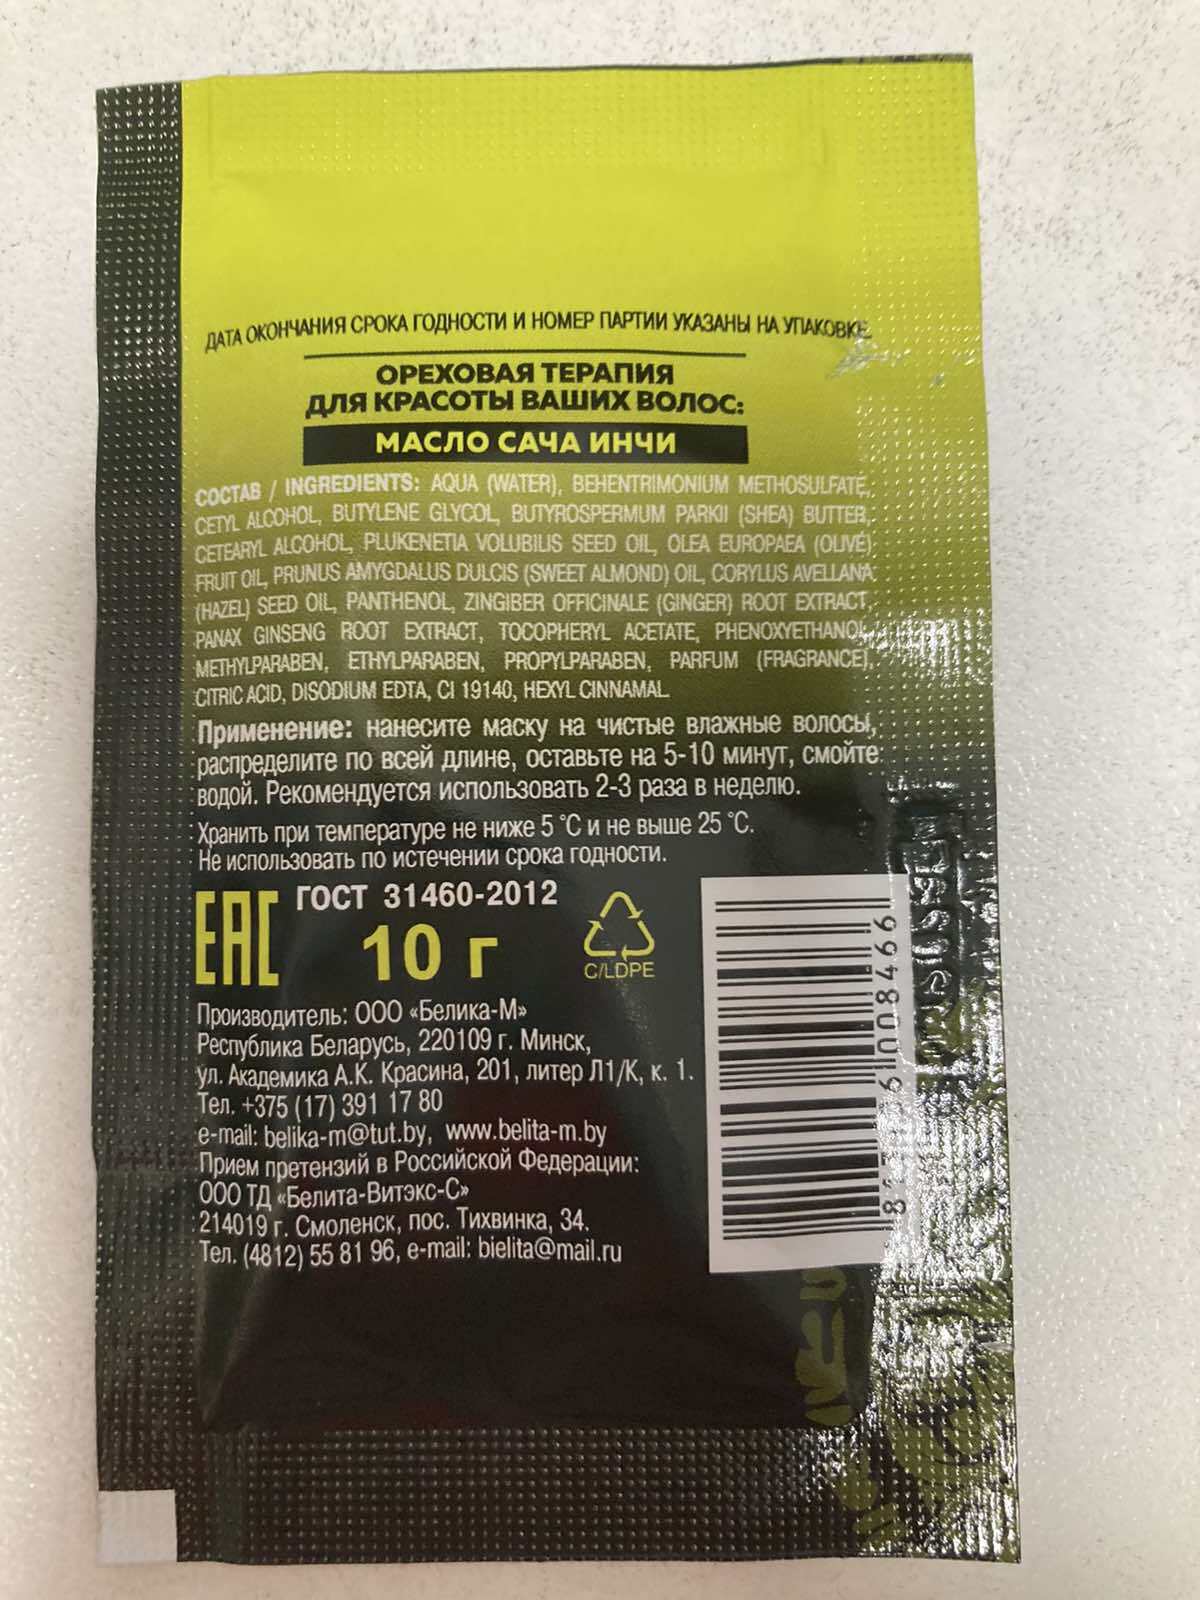 ДАТА ОКОНЧАНИЯ СРОКА ГОДНОСТИ И НОМЕР ПАРТИИ УКАЗАНЫ НА УПАКОВКЕ.
ОРЕХОВАЯ ТЕРАПИЯ
ДЛЯ КРАСОТЫ ВАШИХ ВОЛОС:
МАСЛО САЧА ИНЧИ
СОСТАВ / INGREDIENTS: AQUA (WATER), BEHENTRIMONIUM METHOSULFATE,
CETYL ALCOHOL, BUTYLENE GLYCOL, BUTYROSPERMUM PARKII (SHEA) BUTTER,
CETEARYL ALCOHOL, PLUKENETIA VOLUBILIS SEED OIL, OLEA EUROPAEA (OLIVE)
FRUIT OIL, PRUNUS AMYGDALUS DULCIS (SWEET ALMOND) OIL, CORYLUS AVELLANA
(HAZEL) SEED OIL, PANTHENOL, ZINGIBER OFFICINALE (GINGER) ROOT EXTRACT,
PANAX GINSENG ROOT EXTRACT, TOCOPHERYL ACETATE, PHENOXYETHANOL,
METHYLPARABEN, ETHYLPARABEN, PROPYLPARABEN, PARFUM (FRAGRANCE),
CITRIC ACID, DISODIUM EDTA, CI 19140, HEXYL CINNAMAL.
Применение: нанесите маску на чистые влажные волосы,
распределите по всей длине, оставьте на 5-10 минут, смойте
водой. Рекомендуется использовать 2-3 раза в неделю.
Хранить при температуре не ниже 5 °С и не выше 25 °С.
Не использовать по истечении срока годности.
EAC ГОСТ 31460-2012
10 г
C/LDPE
Производитель: ООО «Белика-М»
Республика Беларусь, 220109 г. Минск,
ул. Академика А.К. Красина, 201, литер Л1/К, к. 1.
Тел. +375 (17) 391 17 80
e-mail: belika-m@tut.by, www.belita-m.by
Прием претензий в Российской Федерации:
ООО ТД «Белита-Витэкс-С»
214019 г. Смоленск, пос. Тихвинка, 34.
Тел. (4812) 55 81 96, e-mail: bielita@mail.ru